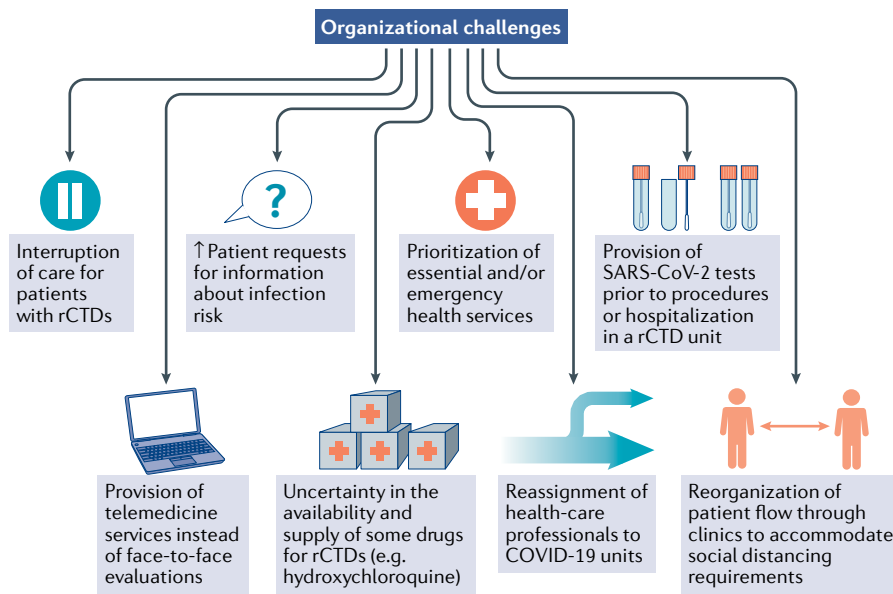 Organizational challenges
?
Interruption
of care for
patients
with rCTDs
↑Patient requests
for information
about infection
risk
Prioritization of
essential and/or
emergency
health services
Provision of
SARS-CoV-2 tests
prior to procedures
or hospitalization
in a rCTD unit
Provision of
telemedicine
services instead
of face-to-face
evaluations
Uncertainty in the
availability and
supply of some drugs
for rCTDs (e.g.
hydroxychloroquine)
Reassignment of
health-care
professionals to
COVID-19 units
Reorganization of
patient flow through
clinics to accommodate
social distancing
requirements